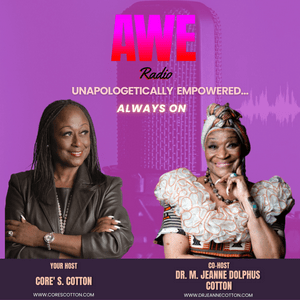 AWE
Radio
UNAPOLOGETICALLY EMPOWERED...
ALWAYS ON
YOUR HOST
CORE' S. COTTON
WWW.CORESCOTTON.COM
CO-HOST
DR. M. JEANNE DOLPHUS
COTTON
WWW.DRJEANNECOTTON.COM